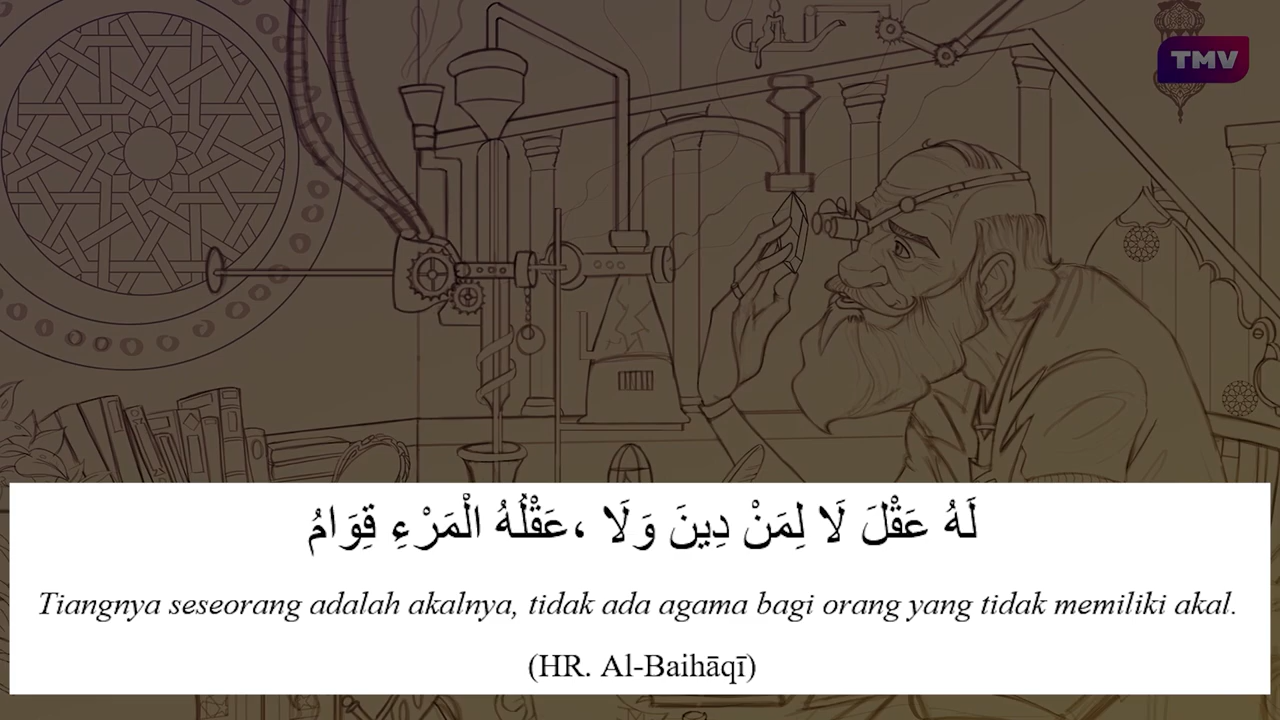 TMV
لَهُ عَقْلَ لَا لِمَنْ دِينَ وَلَا ،عَقْلُهُ الْمَرْءِ قِوَامُ
Tiangnya seseorang adalah akalnya, tidak ada agama bagi orang yang tidak memiliki akal.
(HR. Al-Baihāqī)